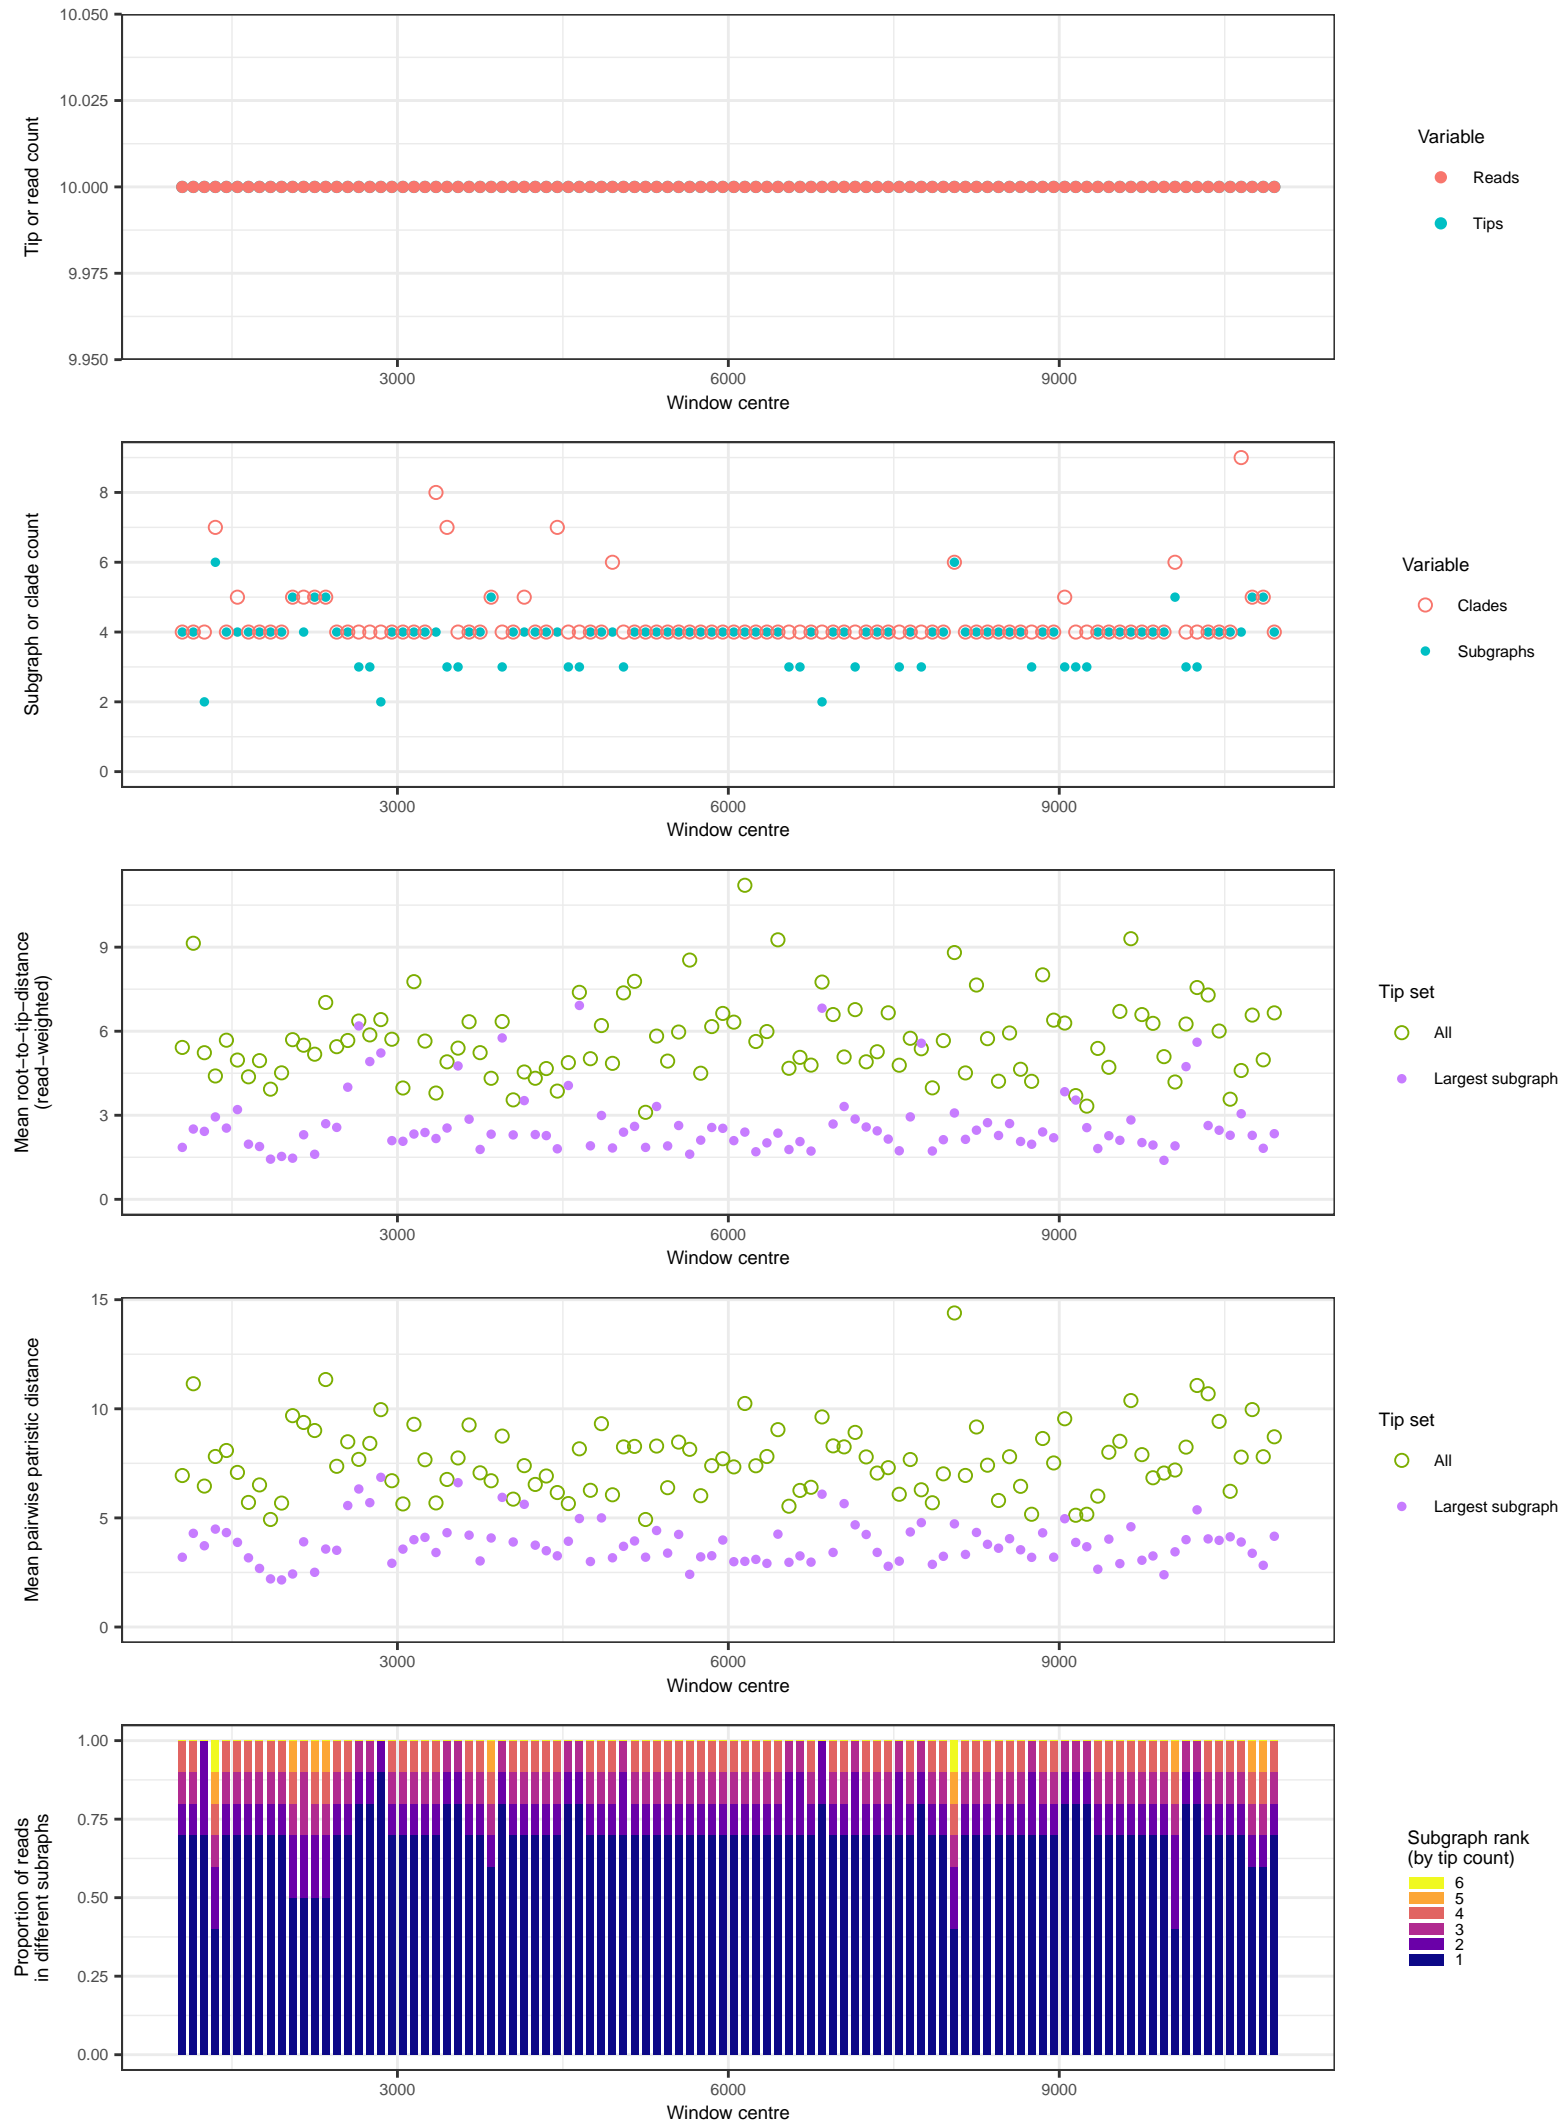 10.050
10.025
10.000
9.975
9.950
Tip or read count
3000
6000
9000
Window centre
Variable
Reads
Tips
8
6
4
2
0
Subgraph or clade count
3000
6000
9000
Window centre
Variable
Clades
Subgraphs
9
6
3
0
Mean root−to−tip−distance
(read−weighted)
3000
6000
9000
Window centre
Tip set
All
Largest subgraph
15
10
5
0
Mean pairwise patristic distance
3000
6000
9000
Window centre
Tip set
All
Largest subgraph
1.00
0.75
0.50
0.25
0.00
Proportion of reads
in different subraphs
3000
6000
9000
Window centre
Subgraph rank
(by tip count)
6
5
4
3
2
1